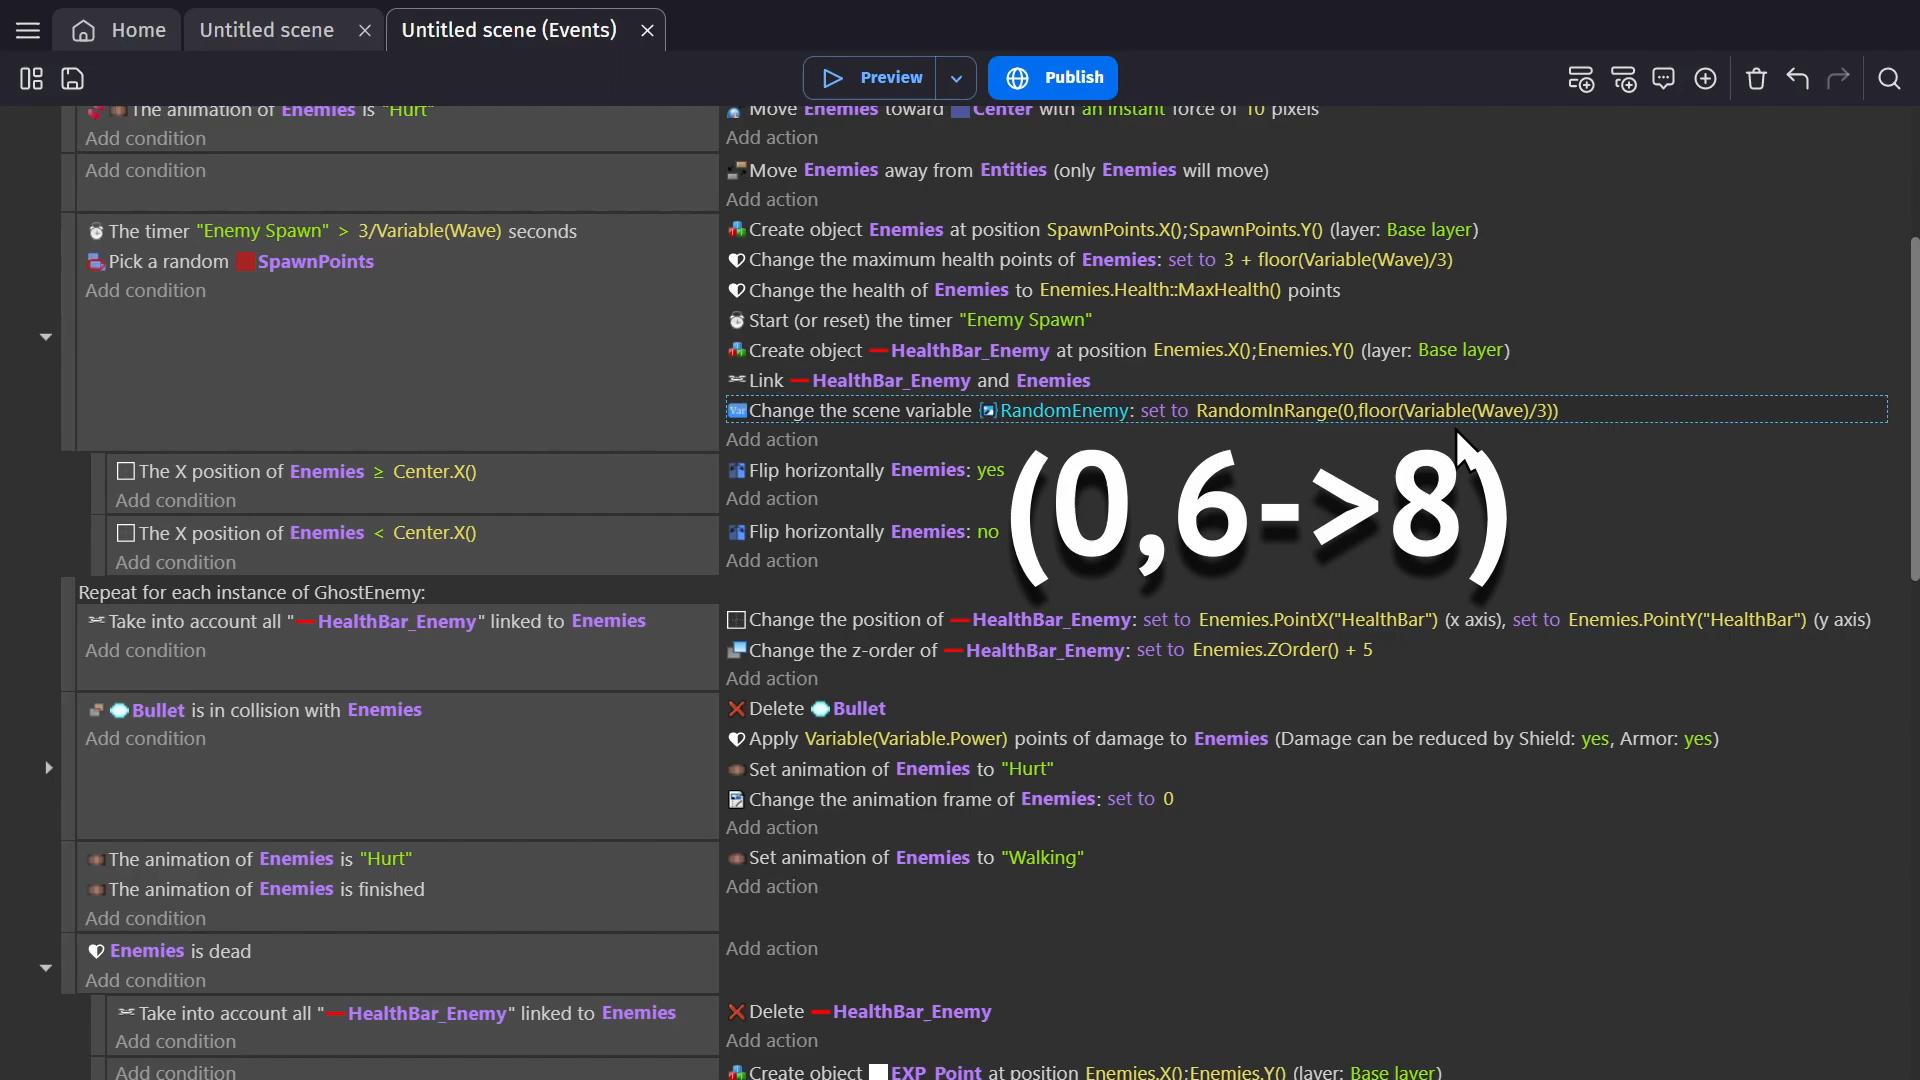 Home
Untitled scene
Untitled scene (Events)
Preview
Publish
The animation of Enemies is "Hurt"
Move Enemies toward Center with an instant force of 10 pixels
Add condition
Add action
Add condition
Move Enemies away from Entities (only Enemies will move)
Add action
The timer "Enemy Spawn" > 3/Variable(Wave) seconds
Create object Enemies at position SpawnPoints.X();SpawnPoints.Y() (layer: Base layer)
Pick a random SpawnPoints
Change the maximum health points of Enemies: set to 3 + floor(Variable(Wave)/3)
Add condition
Change the health of Enemies to Enemies.Health::MaxHealth() points
Start (or reset) the timer "Enemy Spawn"
Create object HealthBar_Enemy at position Enemies.X();Enemies.Y() (layer: Base layer)
Link HealthBar_Enemy and Enemies
Var Change the scene variable RandomEnemy: set to RandomInRange(0,floor(Variable(Wave)/3))
Add action
(0,6->8)
The X position of Enemies ≥ Center.X()
Flip horizontally Enemies: yes
Add condition
Add action
The X position of Enemies < Center.X()
Flip horizontally Enemies: no
Add condition
Add action
Repeat for each instance of GhostEnemy:
Take into account all "HealthBar_Enemy" linked to Enemies
Change the position of HealthBar_Enemy: set to Enemies.PointX("HealthBar") (x axis), set to Enemies.PointY("HealthBar") (y axis)
Add condition
Change the z-order of HealthBar_Enemy: set to Enemies.ZOrder() + 5
Add action
Bullet is in collision with Enemies
Delete Bullet
Add condition
Apply Variable(Variable.Power) points of damage to Enemies (Damage can be reduced by Shield: yes, Armor: yes)
Set animation of Enemies to "Hurt"
Change the animation frame of Enemies: set to 0
Add action
The animation of Enemies is "Hurt"
Set animation of Enemies to "Walking"
The animation of Enemies is finished
Add action
Add condition
Enemies is dead
Add action
Add condition
Take into account all "HealthBar_Enemy" linked to Enemies
Delete HealthBar_Enemy
Add condition
Add action
Add condition
Create object EXP_Point at position Enemies.X();Enemies.Y() (layer: Base layer)